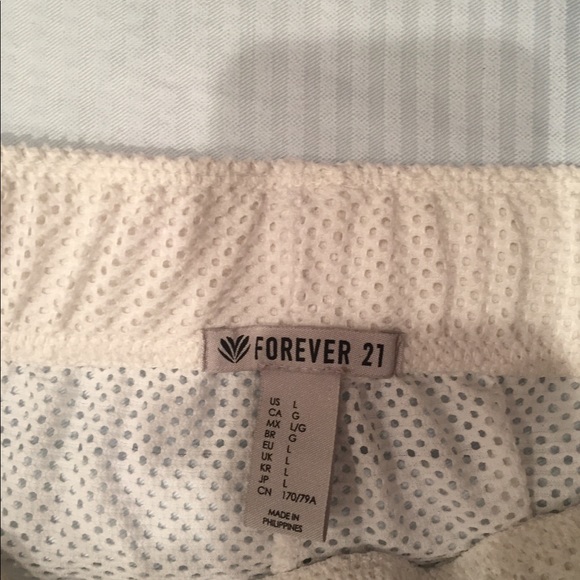 FOREVER 21
US L
CA G
MX L/G
BR G
EU L
UK L
KR L
JP L
CN 170/79A
MADE IN
PHILIPPINES